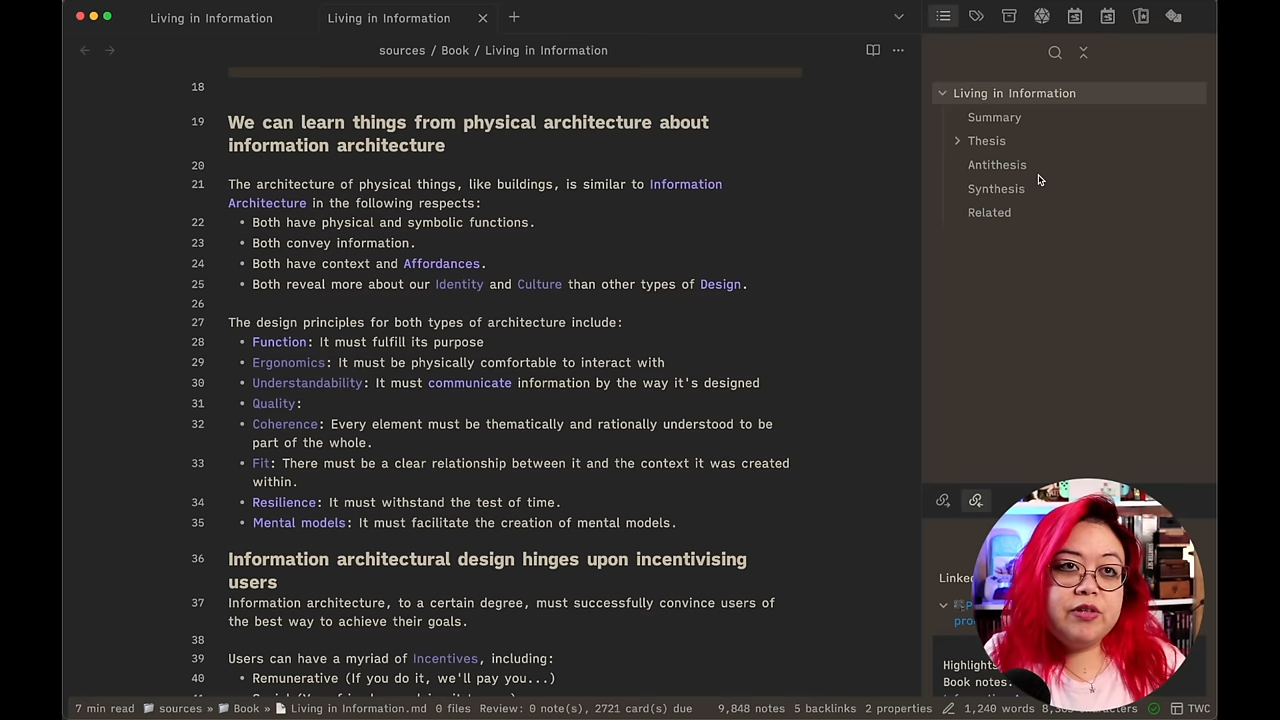 Living in Information
Living in Information
sources / Book / Living in Information
18
19 We can learn things from physical architecture about
information architecture
20
21 The architecture of physical things, like buildings, is similar to Information
Architecture in the following respects:
22 • Both have physical and symbolic functions.
23 • Both convey information.
24 • Both have context and Affordances.
25 • Both reveal more about our Identity and Culture than other types of Design.
26
27 The design principles for both types of architecture include:
28 • Function: It must fulfill its purpose
29 • Ergonomics: It must be physically comfortable to interact with
30 • Understandability: It must communicate information by the way it's designed
31 • Quality:
32 • Coherence: Every element must be thematically and rationally understood to be
part of the whole.
33 • Fit: There must be a clear relationship between it and the context it was created
within.
34 • Resilience: It must withstand the test of time.
35 • Mental models: It must facilitate the creation of mental models.
36 Information architectural design hinges upon incentivising
users
37 Information architecture, to a certain degree, must successfully convince users of
the best way to achieve their goals.
38
39 Users can have a myriad of Incentives, including:
40 • Remunerative (If you do it, we'll pay you...)
Living in Information
Summary
Thesis
Antithesis
Synthesis
Related
Highlights
Book notes
7 min read sources » Book » Living in Information.md 0 files Review: 0 note(s), 2721 card(s) due 9,848 notes 5 backlinks 2 properties 1,240 words characters TWC